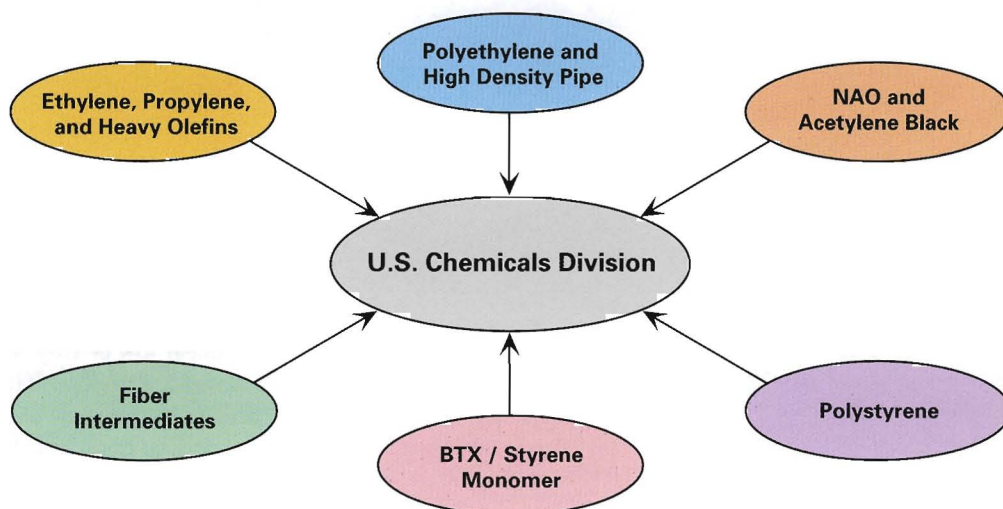 Polyethylene and
High Density Pipe
Ethylene, Propylene,
and Heavy Olefins
NAO and
Acetylene Black
U.S. Chemicals Division
Fiber
Intermediates
Polystyrene
BTX / Styrene
Monomer